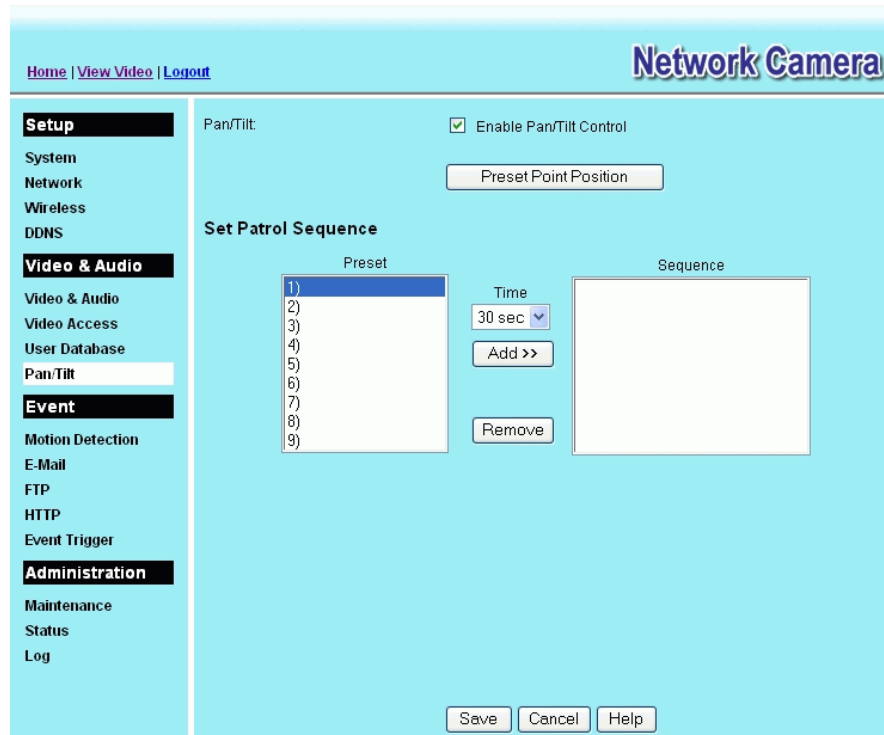 Network Camera
Home | View Video | Logout
Setup
System
Network
Wireless
DDNS
Video & Audio
Video & Audio
Video Access
User Database
Pan/Tilt
Event
Motion Detection
E-Mail
FTP
HTTP
Event Trigger
Administration
Maintenance
Status
Log
Pan/Tilt:
Enable Pan/Tilt Control
Preset Point Position
Set Patrol Sequence
Preset
1)
2)
3)
4)
5)
6)
7)
8)
9)
Time
30 sec
Add >>
Remove
Sequence
Save Cancel Help